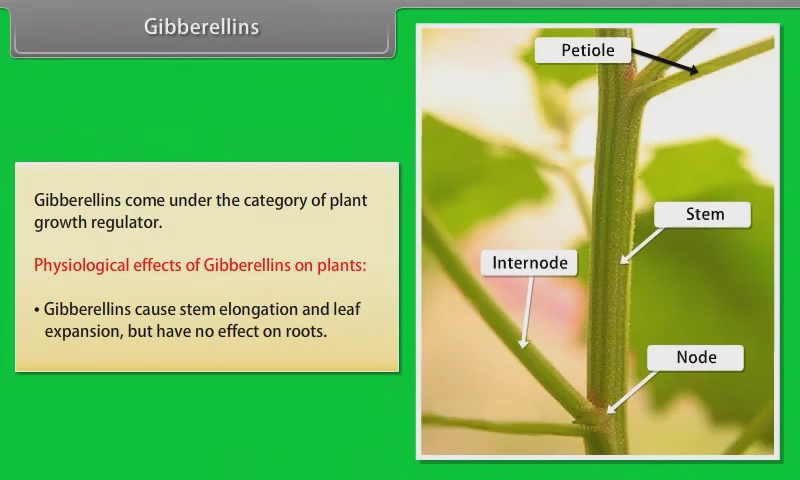 Gibberellins
Gibberellins come under the category of plant
growth regulator.
Physiological effects of Gibberellins on plants:
• Gibberellins cause stem elongation and leaf
expansion, but have no effect on roots.
Petiole
Stem
Internode
Node